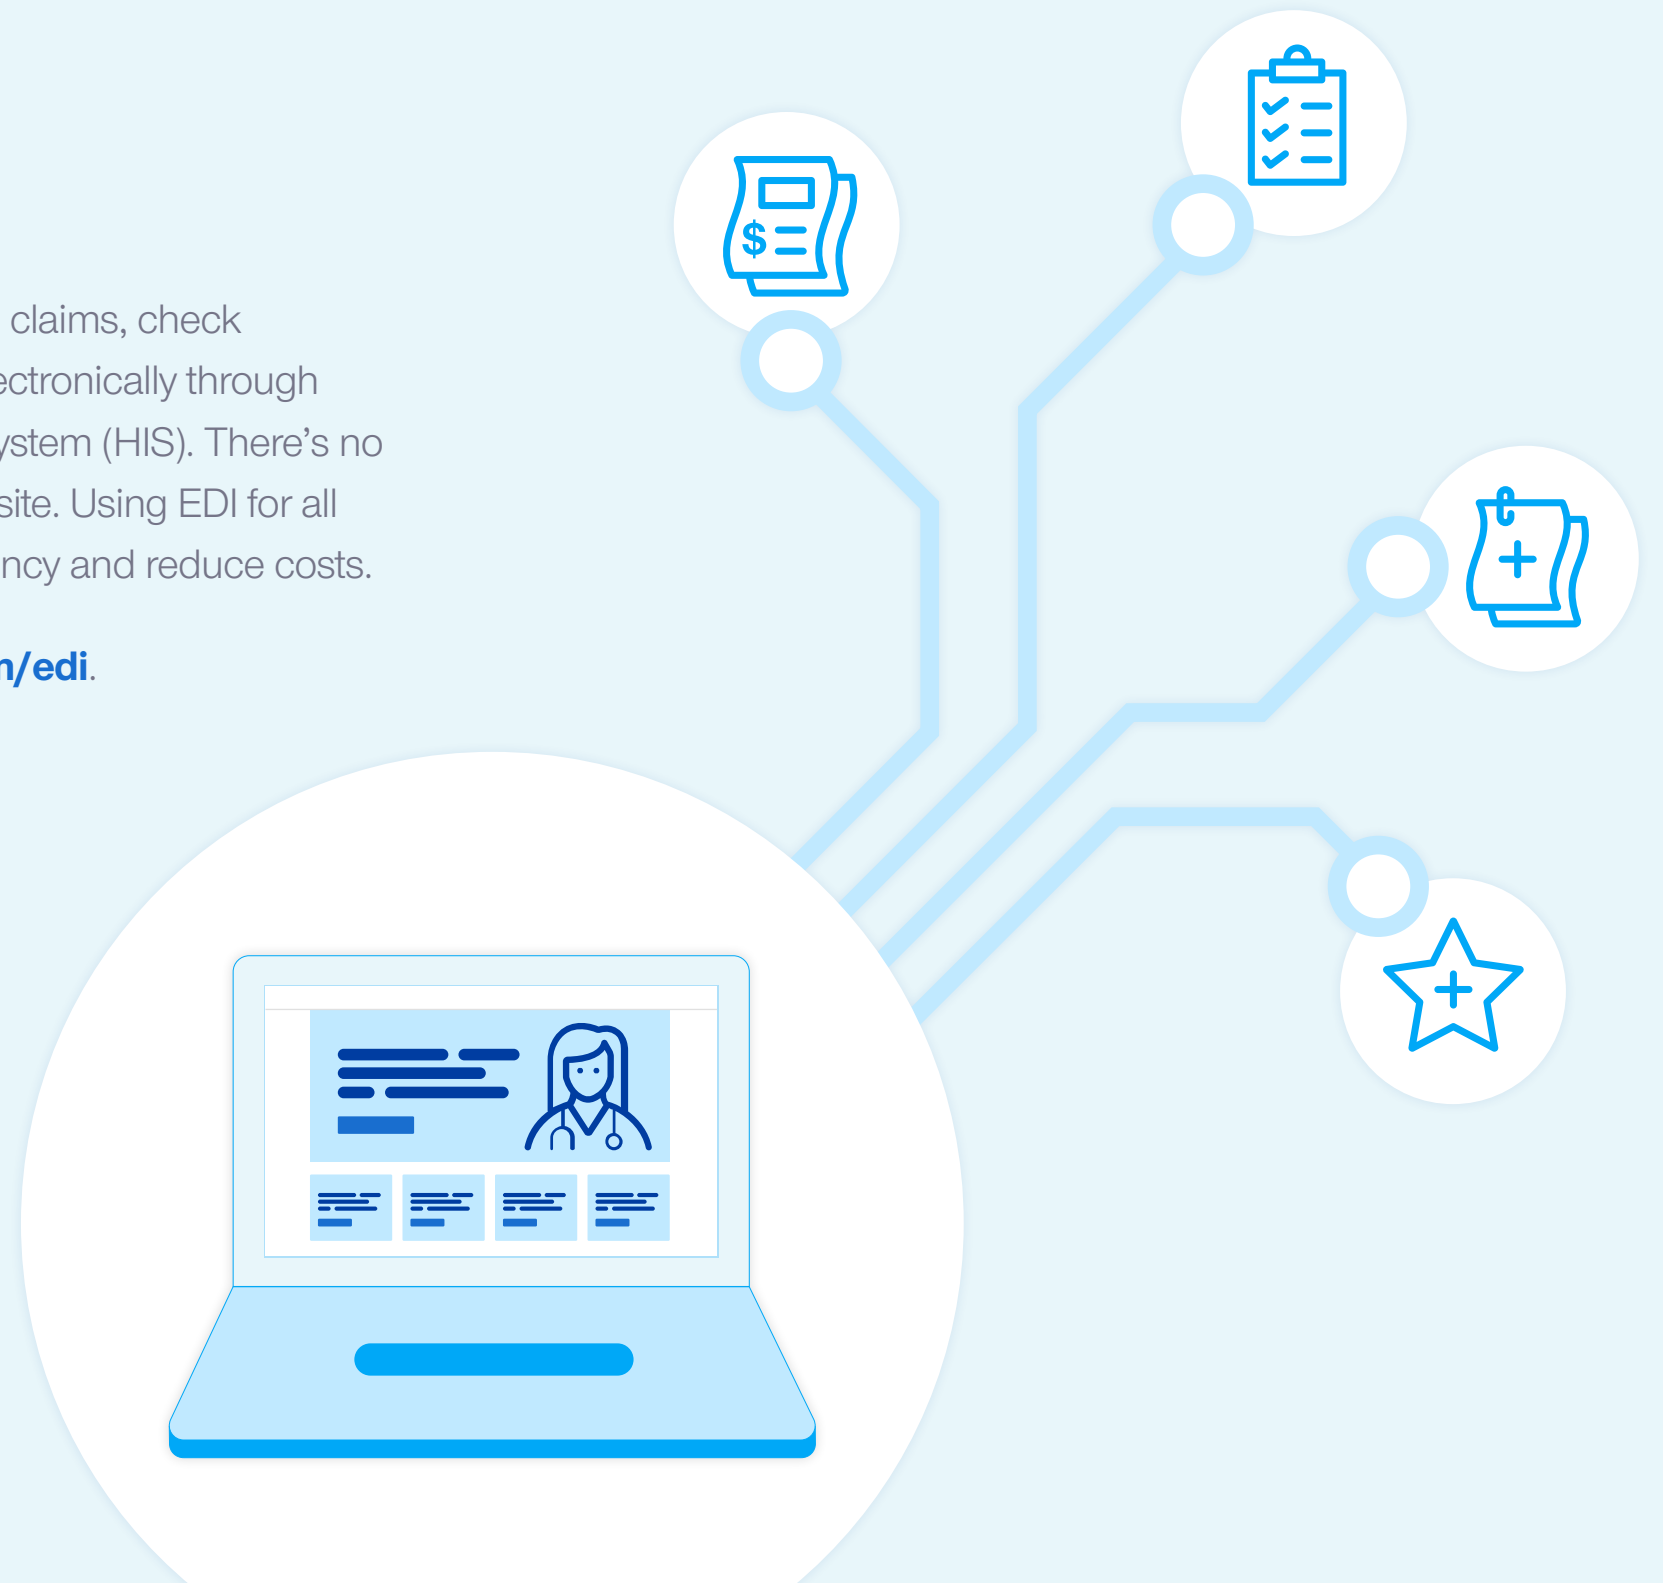 claims, check
ectronically through
ystem (HIS). There’s no
site. Using EDI for all
ncy and reduce costs.
m/edi.
$